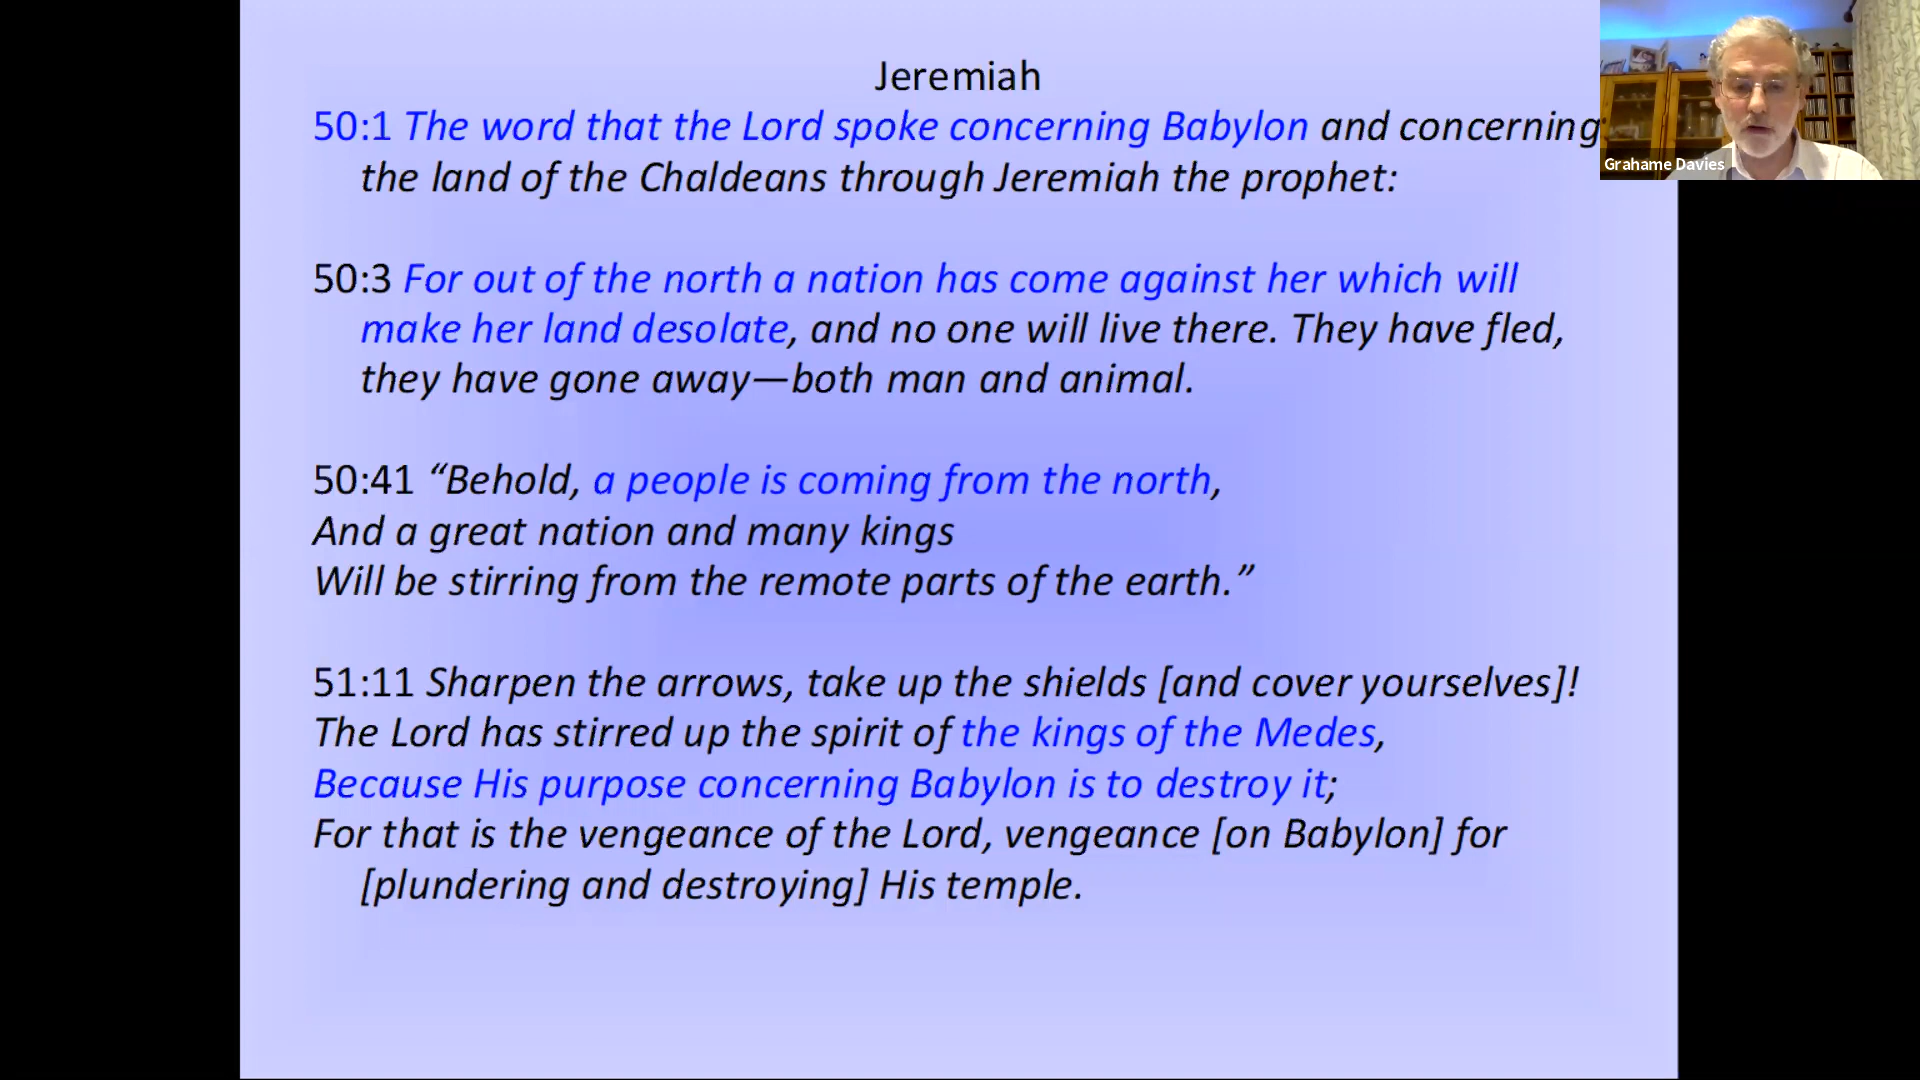 Jeremiah
50:1 The word that the Lord spoke concerning Babylon and concerning
the land of the Chaldeans through Jeremiah the prophet:
50:3 For out of the north a nation has come against her which will
make her land desolate, and no one will live there. They have fled,
they have gone away—both man and animal.
50:41 “Behold, a people is coming from the north,
And a great nation and many kings
Will be stirring from the remote parts of the earth.”
51:11 Sharpen the arrows, take up the shields [and cover yourselves]!
The Lord has stirred up the spirit of the kings of the Medes,
Because His purpose concerning Babylon is to destroy it;
For that is the vengeance of the Lord, vengeance [on Babylon] for
[plundering and destroying] His temple.
Grahame Davies